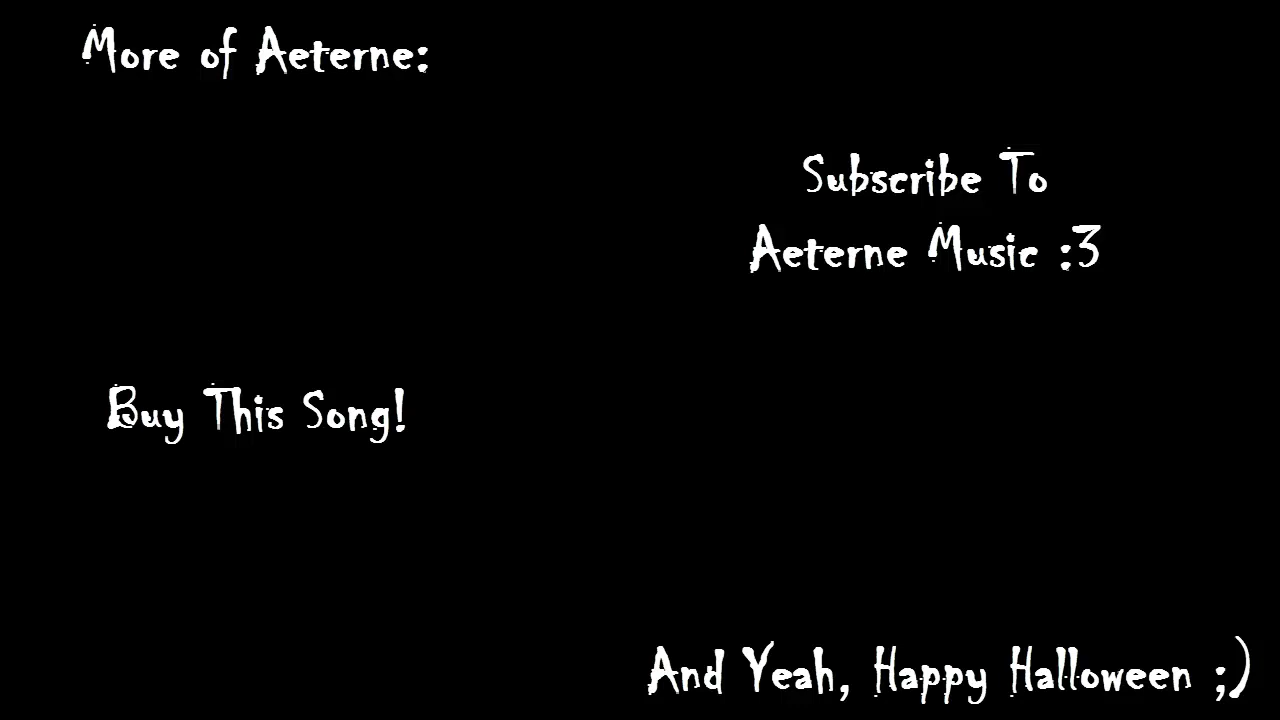 More of Aeterne:
Subscribe To
Aeterne Music :3
Buy This Song!
And Yeah, Happy Halloween ;)